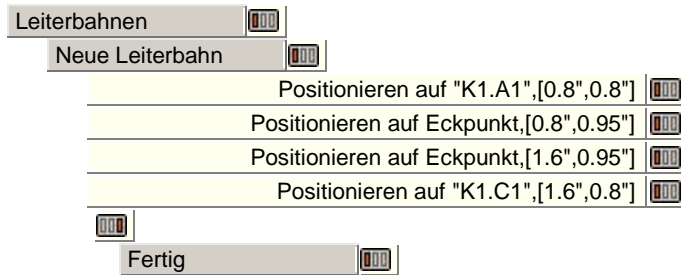 Leiterbahnen
Neue Leiterbahn
Positionieren auf "K1.A1",[0.8",0.8"]
Positionieren auf Eckpunkt,[0.8",0.95"]
Positionieren auf Eckpunkt,[1.6",0.95"]
Positionieren auf "K1.C1",[1.6",0.8"]
Fertig